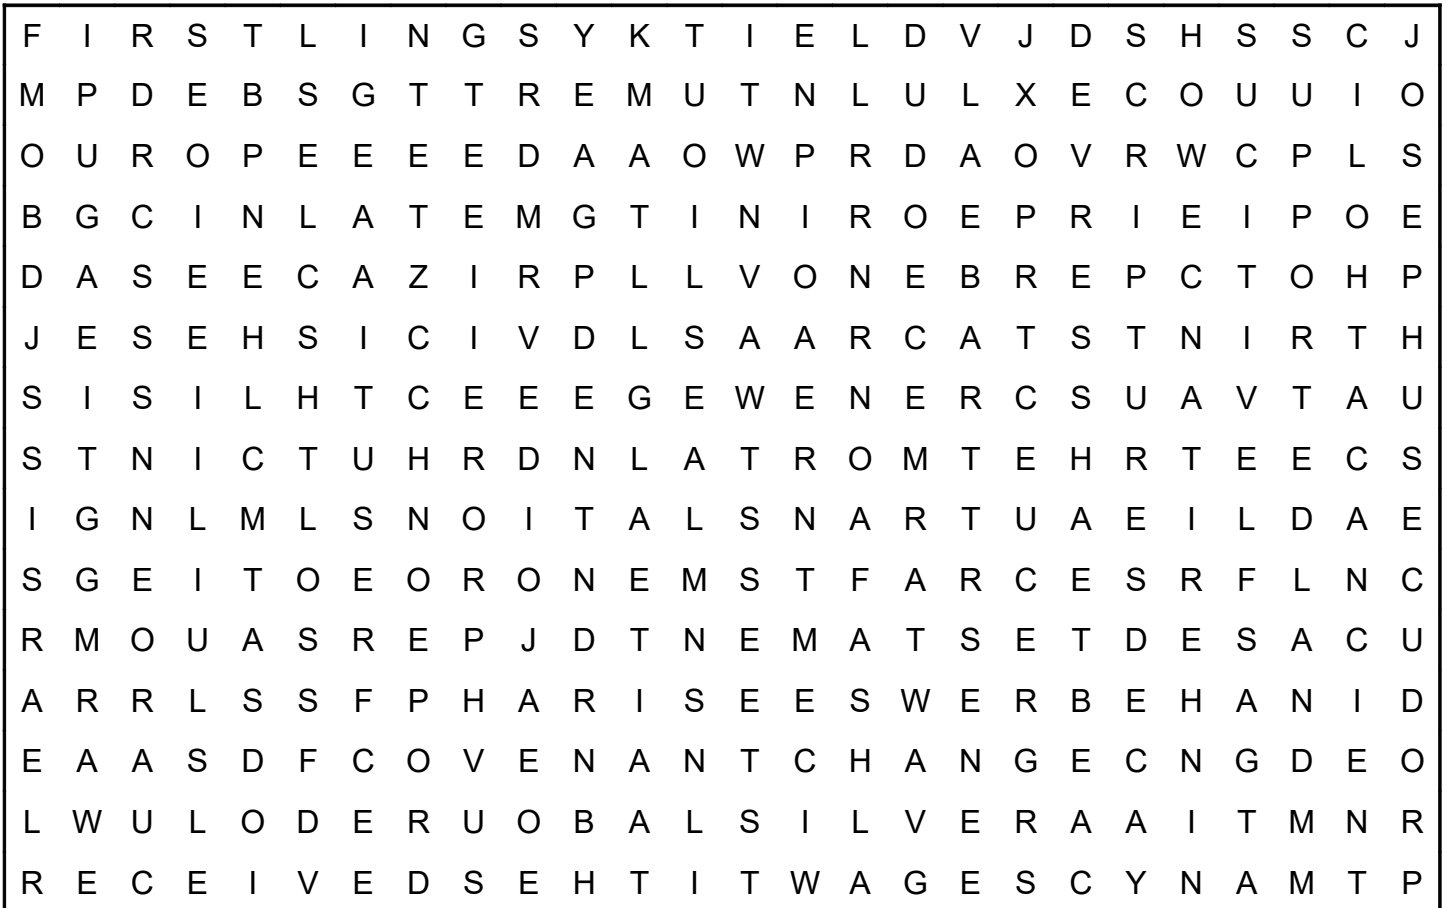 F I R S T L I N G S Y K T I E L D V J D S H S S C J
M P D E B S G T T R E M U T N L U L X E C O U U I O
O U R O P E E E E D A A O W P R D A O V R W C P L S
B G C I N L A T E M G T I N I R O E P R I E I P O E
D A S E E C A Z I R P L L V O N E B R E P C T O H P
J E S E H S I C I V D L S A A R C A T S T N I R T H
S I S I L H T C E E E G E W E N E R C S U A V T A U
S T N I C T U H R D N L A T R O M T E H R T E E C S
I G N L M L S N O I T A L S N A R T U A E I L D A E
S G E I T O E O R O N E M S T F A R C E S R F L N C
R M O U A S R E P J D T N E M A T S E T D E S A C U
A R R L S S F P H A R I S E E S W E R B E H A N I D
E A A S D F C O V E N A N T C H A N G E C N G D E O
L W U L O D E R U O B A L S I L V E R A A I T M N R
R E C E I V E D S E H T I T W A G E S C Y N A M T P